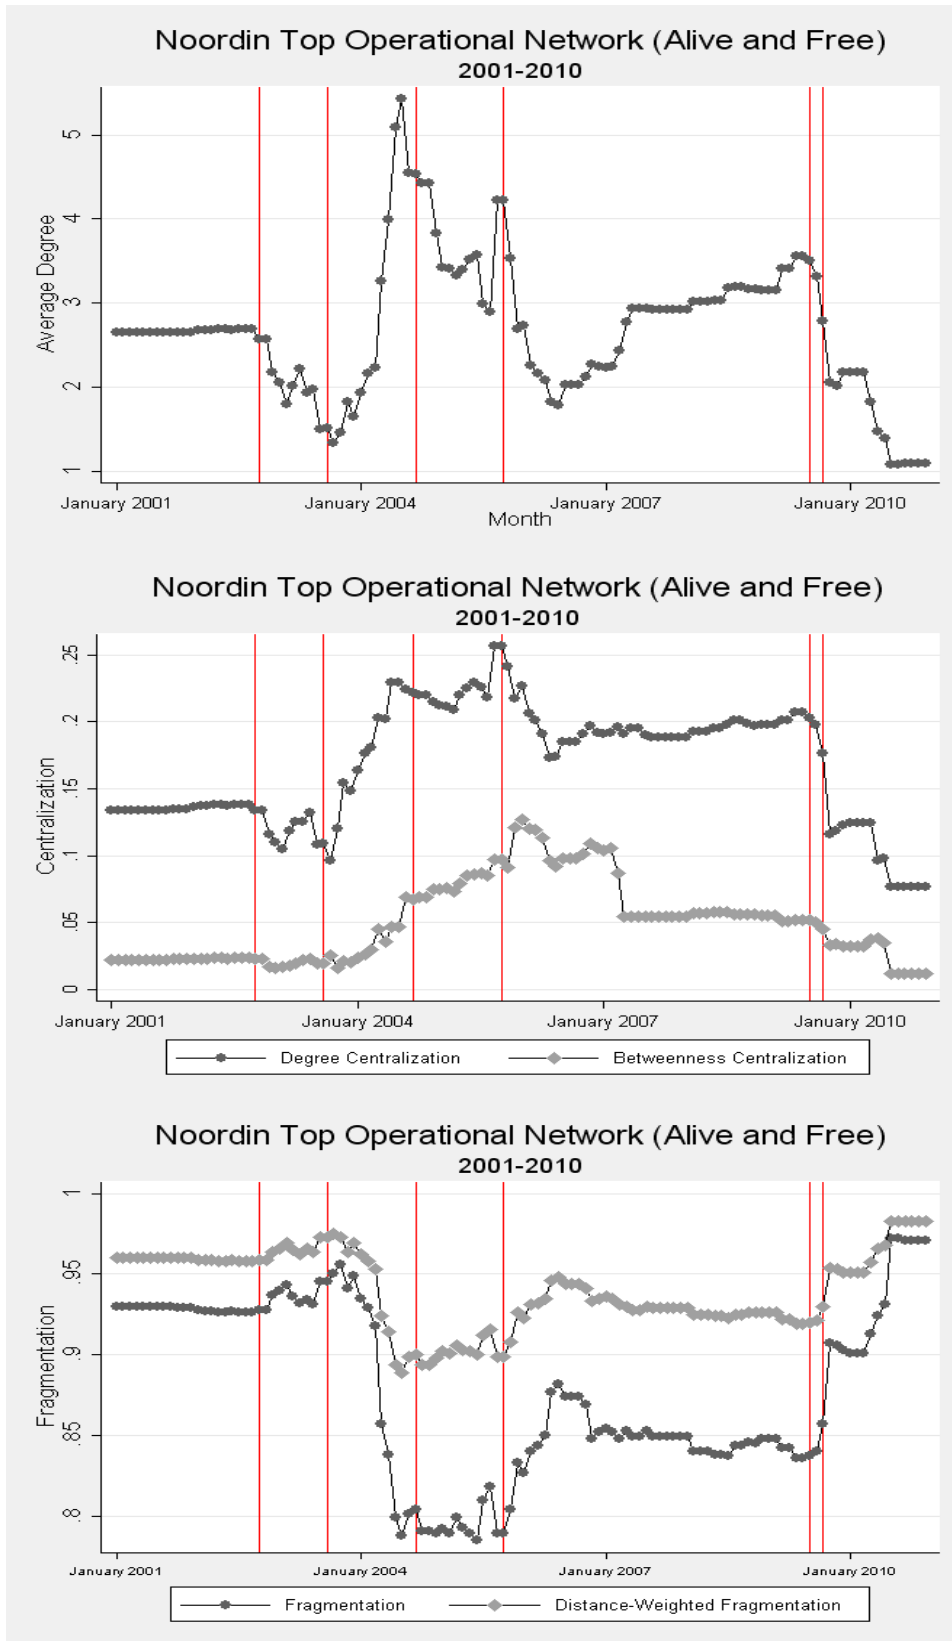 Noordin Top Operational Network (Alive and Free)
2001-2010
Average Degree
5
4
3
2
1
January 2001 January 2004 January 2007 January 2010
Month
Noordin Top Operational Network (Alive and Free)
2001-2010
Centralization
.25
.2
.15
.1
.05
0
January 2001 January 2004 January 2007 January 2010
Degree Centralization Betweenness Centralization
Noordin Top Operational Network (Alive and Free)
2001-2010
Fragmentation
1
.95
.9
.85
.8
January 2001 January 2004 January 2007 January 2010
Fragmentation Distance-Weighted Fragmentation